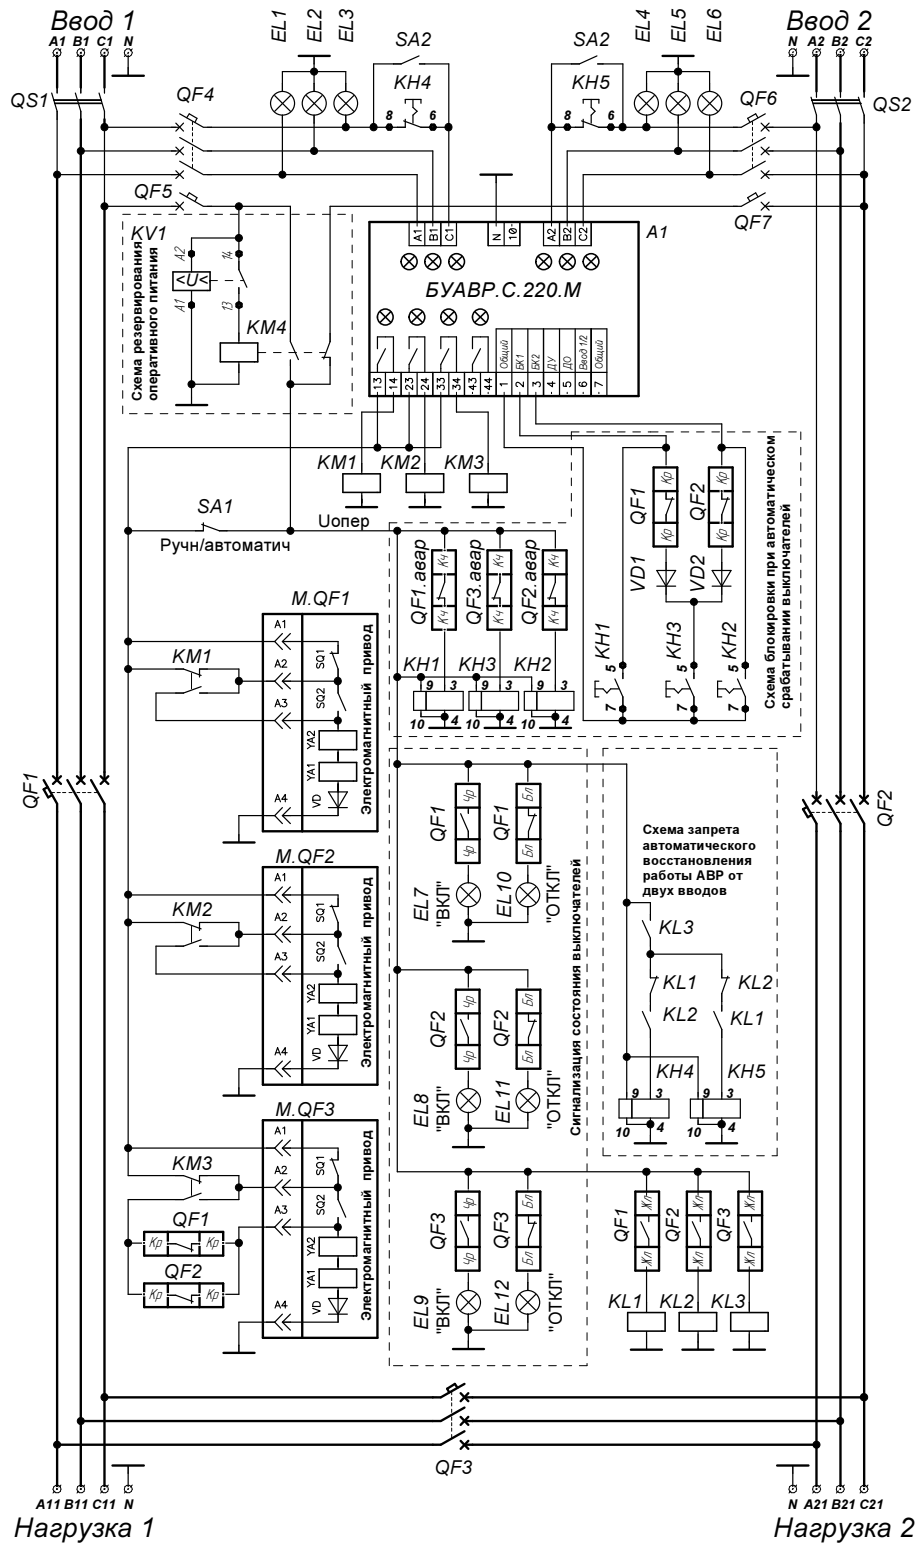 Ввод 1
Ввод 2
A1 B1 C1 N
N A2 B2 C2
EL1 EL2 EL3
EL4 EL5 EL6
SA2
SA2
KH4
KH5
8 6
8 6
QS1
QF4
QF6
QS2
QF5
QF7
KV1
A2
14
<U<
A1
13
KM4
Схема резервирования
оперативного питания
A1 B1 C1
N 10
A2 B2 C2
A1
БУАВР.С.220.М
Общий
БК1
БК2
ДУ
ДО
Ввод 1/2
Общий
13 14 23 24 33 34 43 44 1 2 3 4 5 6 7
KM1 KM2 KM3
SA1
Ручн/автоматич
Uопер
QF1.авар
QF3.авар
QF2.авар
Кч Кч Кч
Кч Кч Кч
KH1 KH3 KH2
9 3 9 3 9 3
10 4 10 4 10 4
QF1
QF2
Кр Кр
Кр Кр
VD1
VD2
KH1
KH3
KH2
5 5 5
7 7 7
Схема блокировки при автоматическом
срабатывании выключателей
M.QF1
A1
A2
A3
A4
SQ1
SQ2
YA2
YA1
VD
Электромагнитный привод
KM1
QF1
QF2
M.QF2
A1
A2
A3
A4
SQ1
SQ2
YA2
YA1
VD
Электромагнитный привод
KM2
M.QF3
A1
A2
A3
A4
SQ1
SQ2
YA2
YA1
VD
Электромагнитный привод
KM3
QF1
Кр Кр
QF2
Кр Кр
QF1
Чр
Чр
QF1
Бл
Бл
EL7
"ВКЛ"
EL10
"ОТКЛ"
QF2
Чр
Чр
QF2
Бл
Бл
EL8
"ВКЛ"
EL11
"ОТКЛ"
QF3
Чр
Чр
QF3
Бл
Бл
EL9
"ВКЛ"
EL12
"ОТКЛ"
Сигнализация состояния выключателей
Схема запрета
автоматического
восстановления
работы АВР от
двух вводов
KL3
KL1
KL2
KL2
KL1
KH4
KH5
9 3 9 3
10 4 10 4
QF1
QF2
QF3
Жл Жл Жл
Жл Жл Жл
KL1 KL2 KL3
QF3
A11 B11 C11 N
N A21 B21 C21
Нагрузка 1
Нагрузка 2